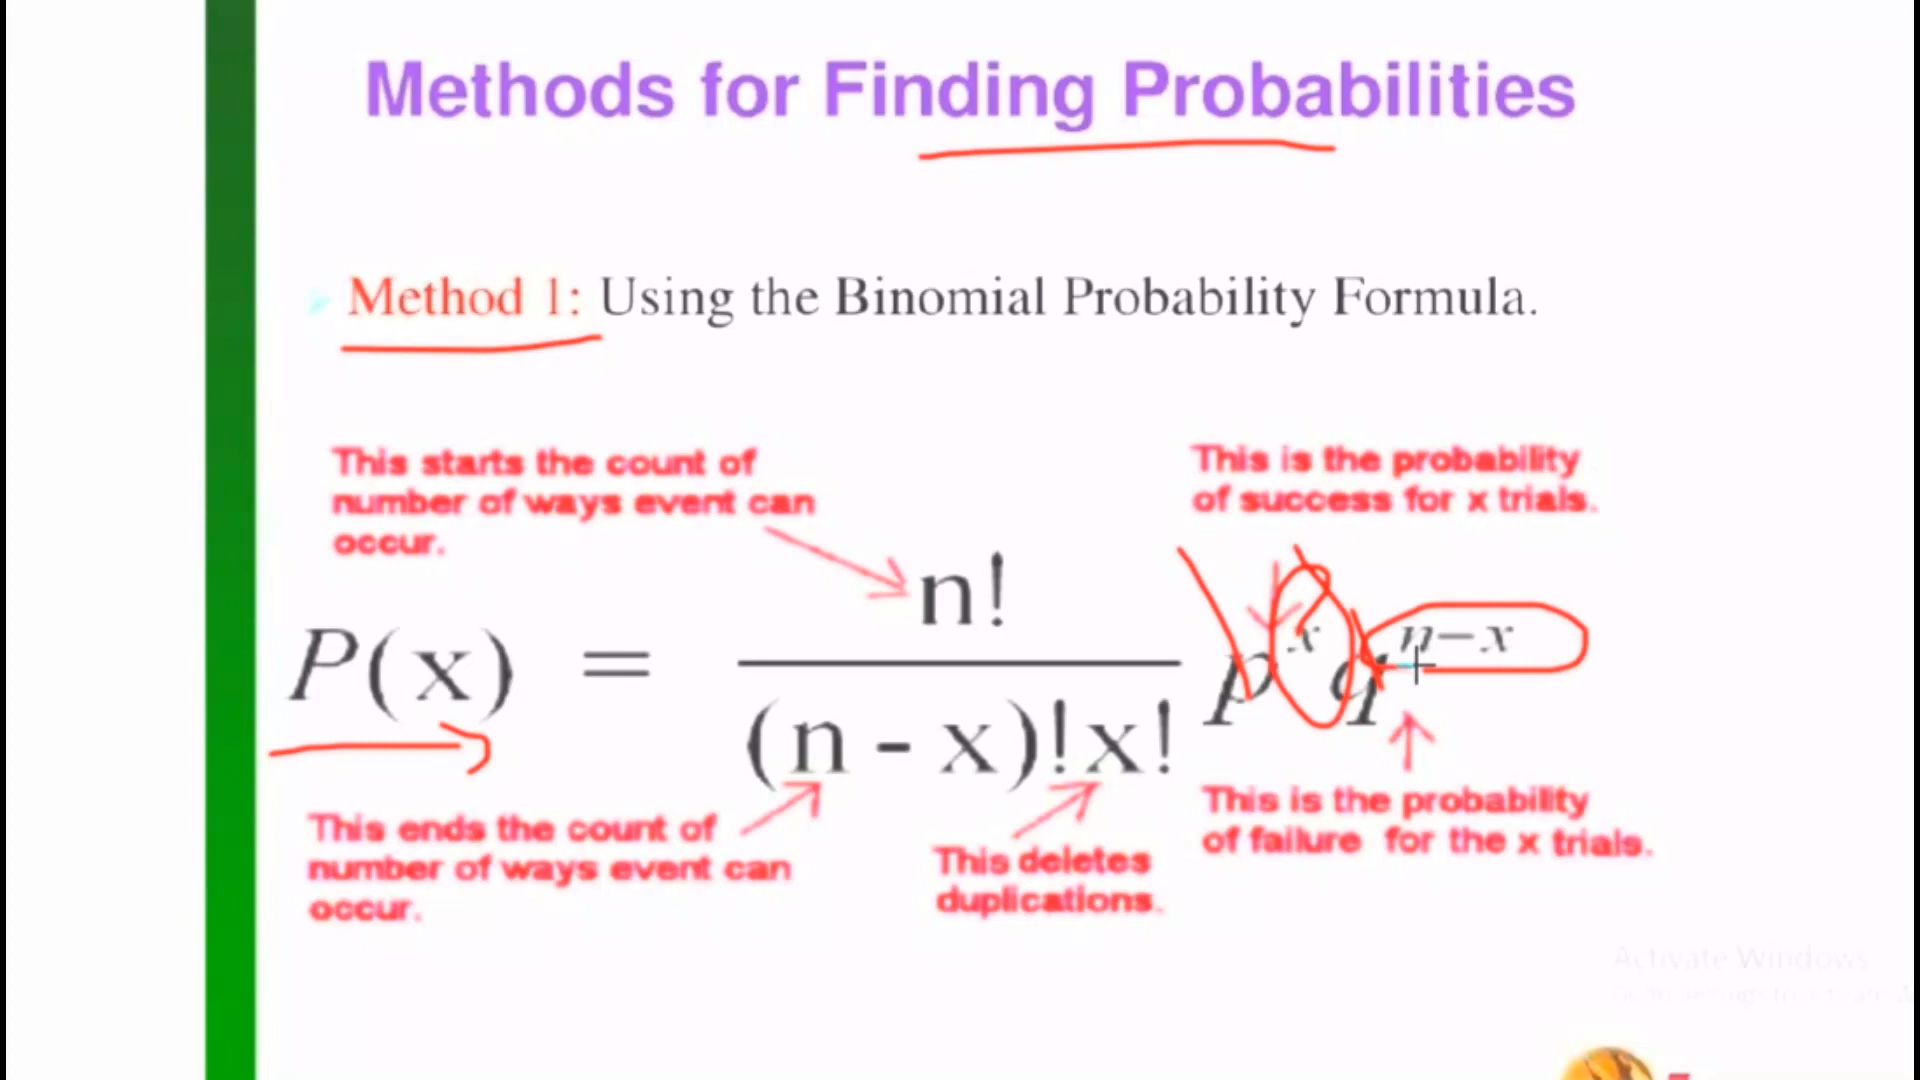 Methods for Finding Probabilities
Method 1: Using the Binomial Probability Formula.
This starts the count of
number of ways event can
occur.
This is the probability
of success for x trials.
P(x) = n! / (n - x)!x! p^x q^{n-x}
This ends the count of
number of ways event can
occur.
This deletes
duplications.
This is the probability
of failure for the x trials.
Activate Windows